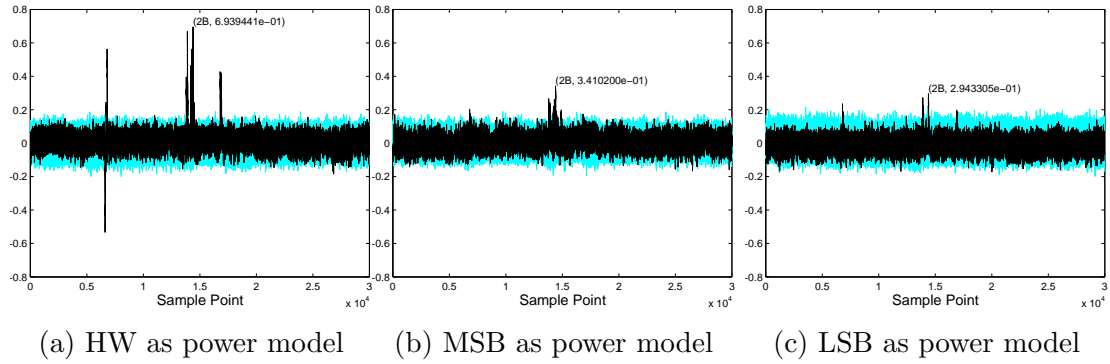 0.8
0.6
0.4
0.2
0
-0.2
-0.4
-0.6
-0.8
(2B, 6.939441e−01)
0 0.5 1 1.5 2 2.5 3
x 10^4
Sample Point
(a) HW as power model
0.8
0.6
0.4
0.2
0
-0.2
-0.4
-0.6
-0.8
(2B, 3.410200e−01)
0 0.5 1 1.5 2 2.5 3
x 10^4
Sample Point
(b) MSB as power model
0.8
0.6
0.4
0.2
0
-0.2
-0.4
-0.6
-0.8
(2B, 2.943305e−01)
0 0.5 1 1.5 2 2.5 3
x 10^4
Sample Point
(c) LSB as power model